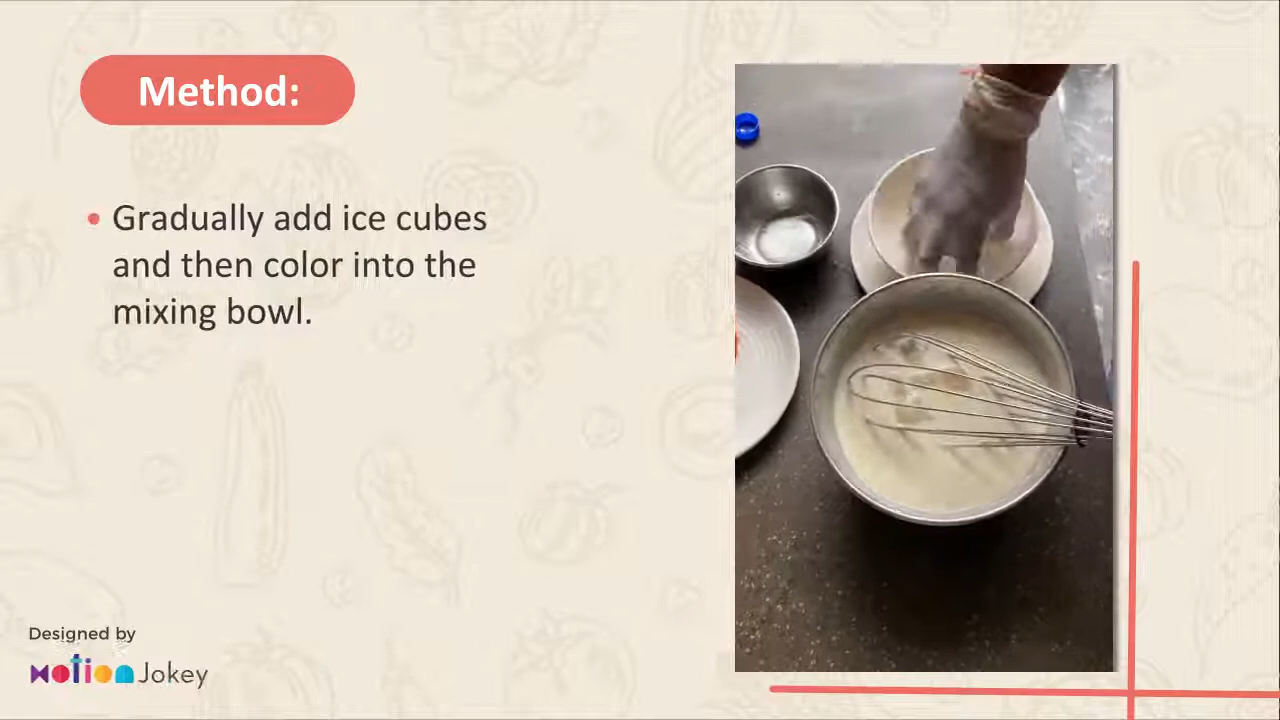 Method:
• Gradually add ice cubes
and then color into the
mixing bowl.
Designed by
motion Jokey